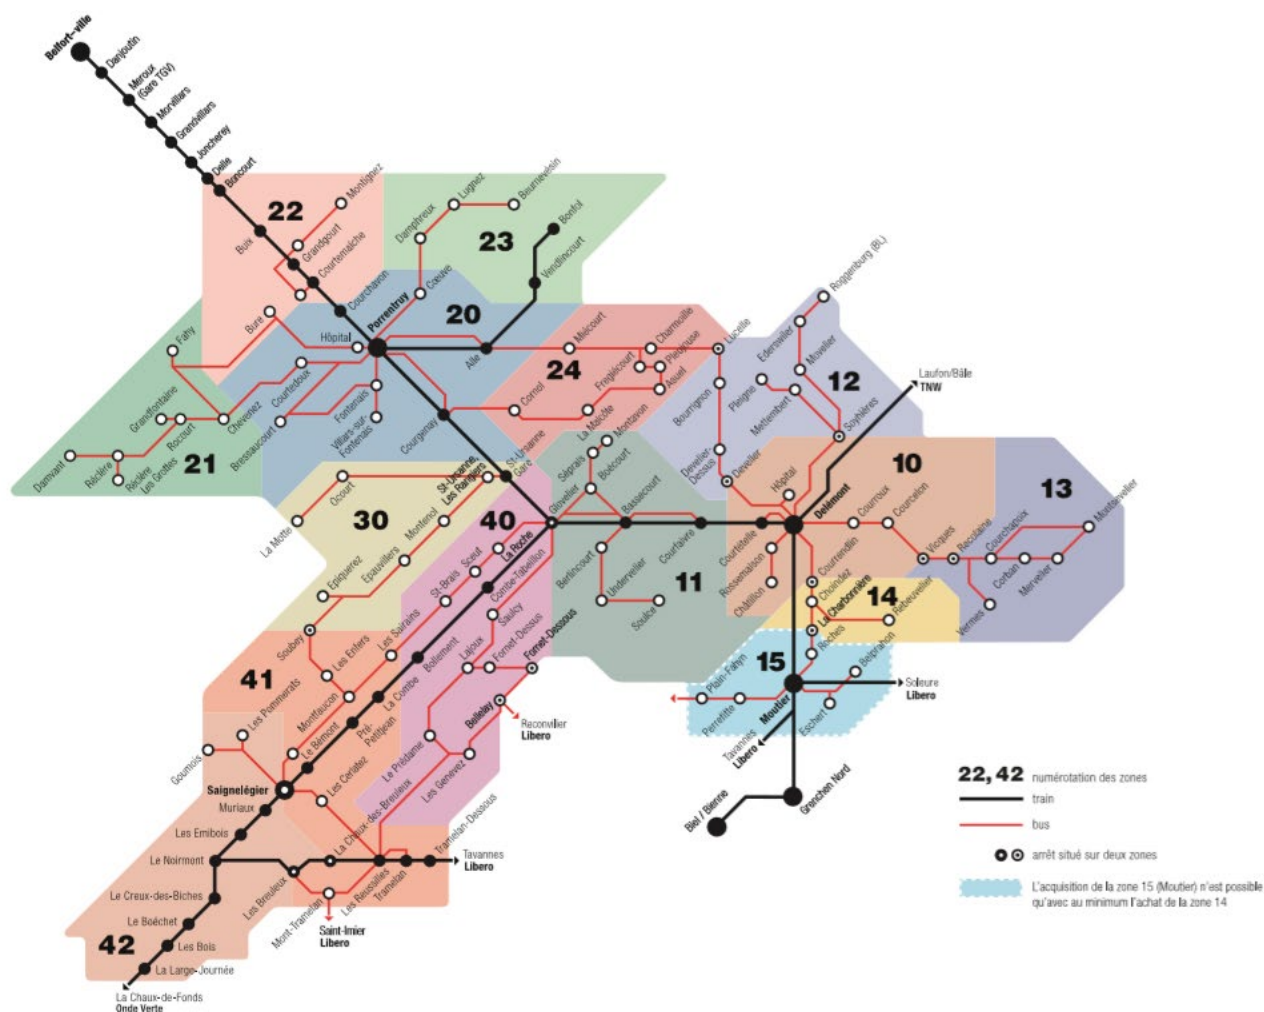 Belfort-ville
Danjoutin
Meroux
(Gare TGV)
Morvillars
Grandvillars
Joncherey
Delle
Boncourt
22
Montignez
Buix
Grandgourt
Courtemaîche
Courchavon
Lugnez
Beurnevésin
Damphreux
23
Bonfol
Vendlincourt
Cœuve
Porrentruy
20
Hôpital
Alle
Bure
Fahy
Grandfontaine
Rocourt
Chevenez
Courtedoux
Bressaucourt
Fontenais
Villars-sur-
Fontenais
Courgenay
21
Damvant
Réclère
Réclère
Les Grottes
Miécourt
Charmoille
Fregiécourt
Pleujouse
Asuel
24
Cornol
La Malcôte
Lucelle
Roggenburg (BL)
Ederswiler
Movelier
Pleigne
Mettembert
12
Bourrignon
Soyhières
Develier-
Dessus
Develier
Laufon/Bâle
TNW
St-Ursanne
Gare
St-Ursanne,
Les Rangiers
Ocourt
La Motte
30
Montenol
Epauvillers
Epiquerez
Soubey
40
Glovelier
La Roche
Sceut
St-Brais
Combe-Tabeillon
Saulcy
Montavon
Séprais
Boécourt
Bassecourt
Courfaivre
Berlincourt
Undervelier
Soulce
11
Hôpital
Delémont
10
Courroux
Courcelon
Courtételle
Rossemaison
Châtillon
Courrendlin
Choindez
La Charbonnière
Vicques
Recolaine
Courchapoix
13
Montsevelier
Corban
Mervelier
Vermes
14
Rebeuvelier
Roches
Belprahon
15
Plain-Fahyn
Perrefitte
Moutier
Eschert
Soleure
Libero
Tavannes
Libero
Grenchen Nord
Biel / Bienne
41
Les Enfers
Les Sairains
Bollement
Lajoux
Fornet-Dessus
Fornet-Dessous
Les Pommerats
Montfaucon
La Combe
Pré-
Petitjean
Le Bémont
Goumois
Saignelégier
Les Cerlatez
Le Prédame
Les Genevez
Bellelay
Reconvilier
Libero
Muriaux
Les Emibois
Le Noirmont
La Chaux-des-Breuleux
Tramelan-Dessous
Tavannes
Libero
Les Breuleux
Les Reussilles
Tramelan
Mont-Tramelan
Saint-Imier
Libero
Le Creux-des-Biches
Le Boéchet
Les Bois
La Large-Journée
42
La Chaux-de-Fonds
Onde Verte
22, 42 numérotation des zones
train
bus
arrêt situé sur deux zones
L'acquisition de la zone 15 (Moutier) n'est possible
qu'avec au minimum l'achat de la zone 14